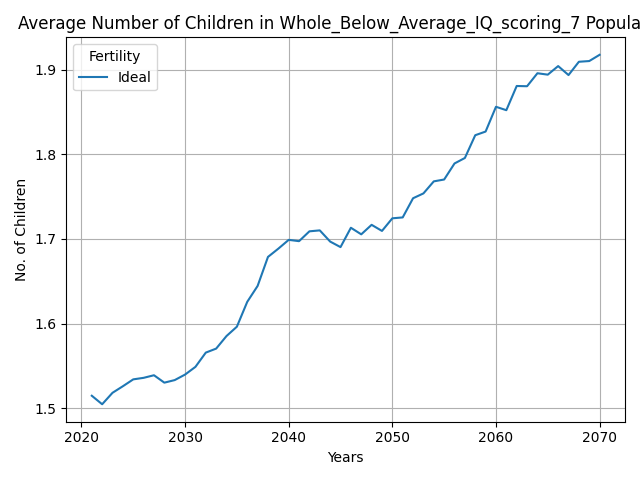 Average Number of Children in Whole_Below_Average_IQ_scoring_7 Popula
Fertility
Ideal
No. of Children
1.9
1.8
1.7
1.6
1.5
2020 2030 2040 2050 2060 2070
Years